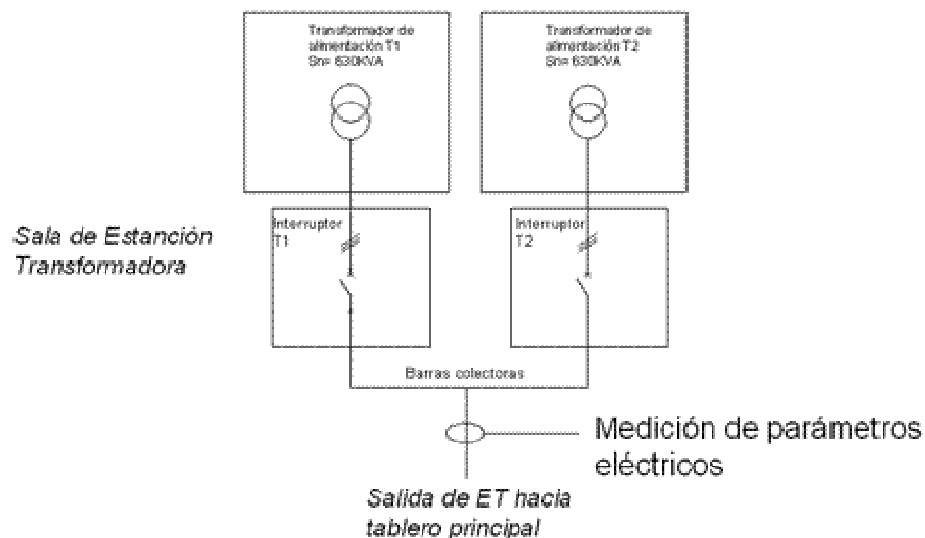 Transformador de
alimentación T1
Sn= 630KVA
Transformador de
alimentación T2
Sn= 630KVA
Interruptor
T1
Interruptor
T2
Sala de Estanción
Transformadora
Barras colectoras
Medición de parámetros
eléctricos
Salida de ET hacia
tablero principal